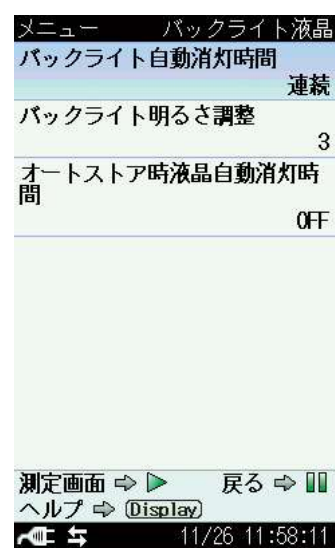 メニュー バックライト液晶
バックライト自動消灯時間
連続
バックライト明るさ調整
3
オートストア時液晶自動消灯時
間
OFF
測定画面 ⇨ ▷ 戻る ⇨ ▯▯
ヘルプ ⇨ Display
11/26 11:58:11